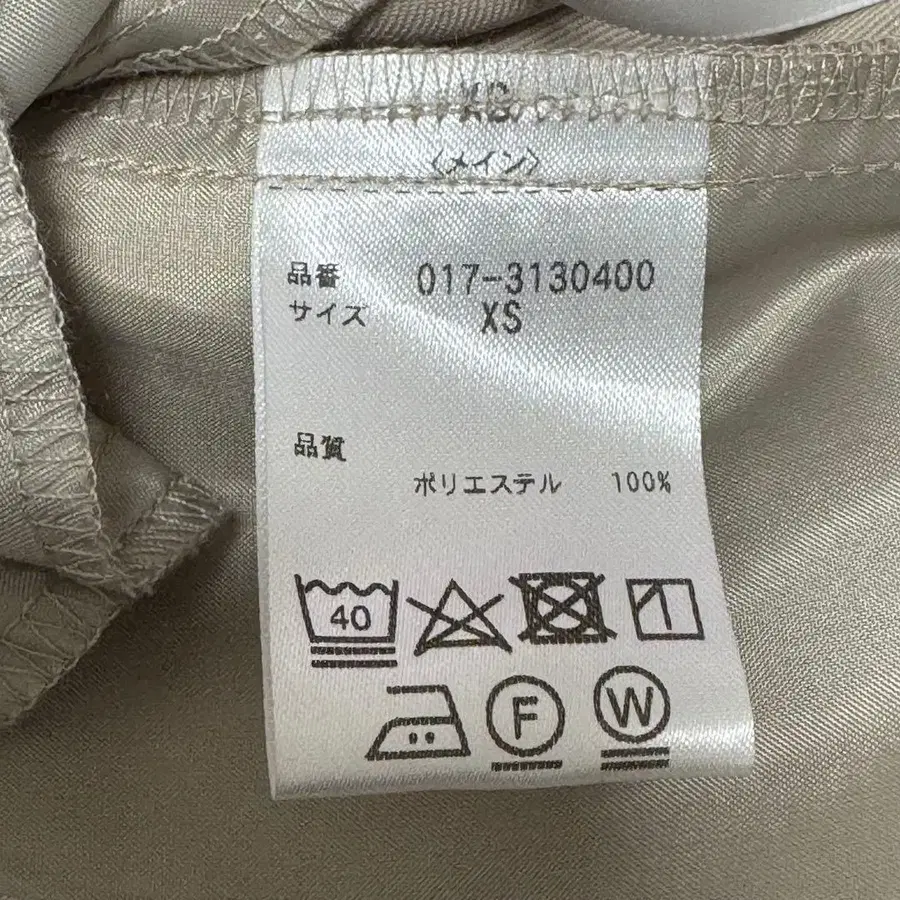 〈メイン〉
品番 017-3130400
サイズ XS
品質
ポリエステル 100%
40
F W